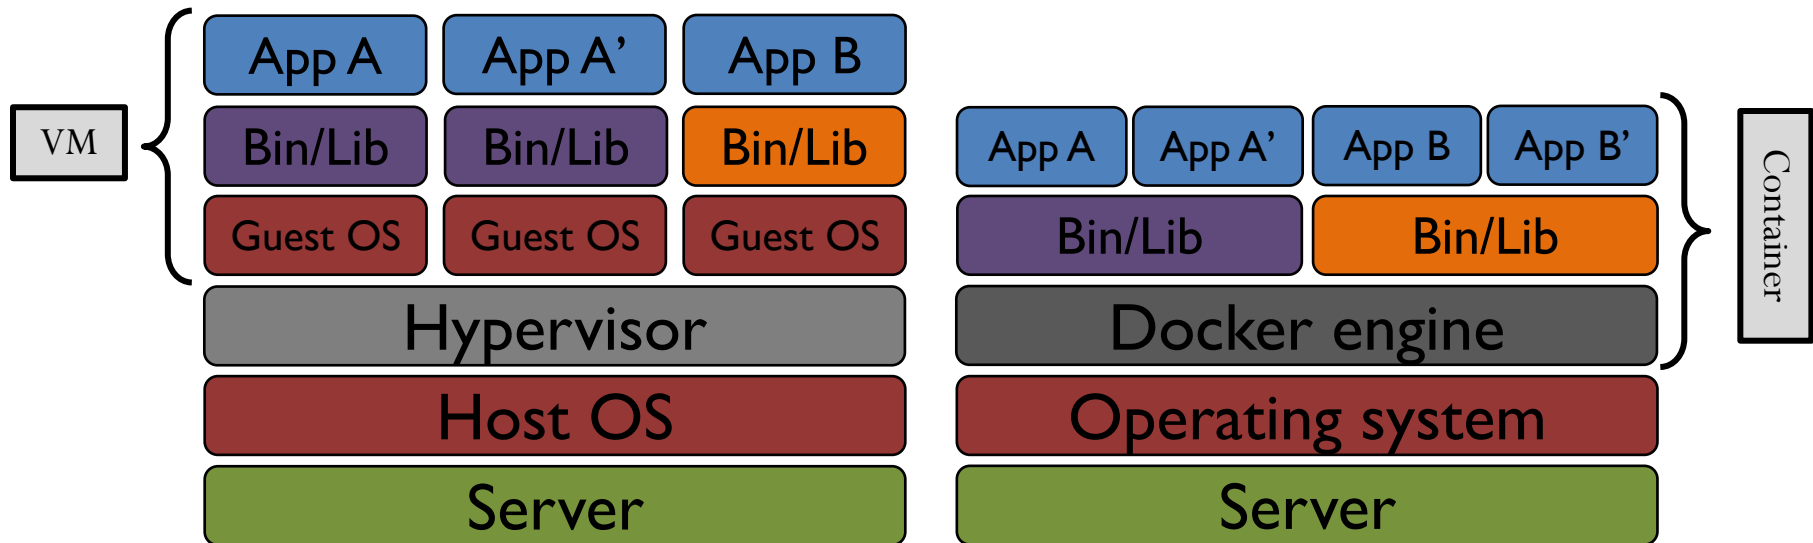 VM
App A
App A’
App B
Bin/Lib
Bin/Lib
Bin/Lib
Guest OS
Guest OS
Guest OS
Hypervisor
Host OS
Server
App A
App A’
App B
App B’
Bin/Lib
Bin/Lib
Docker engine
Operating system
Server
Container